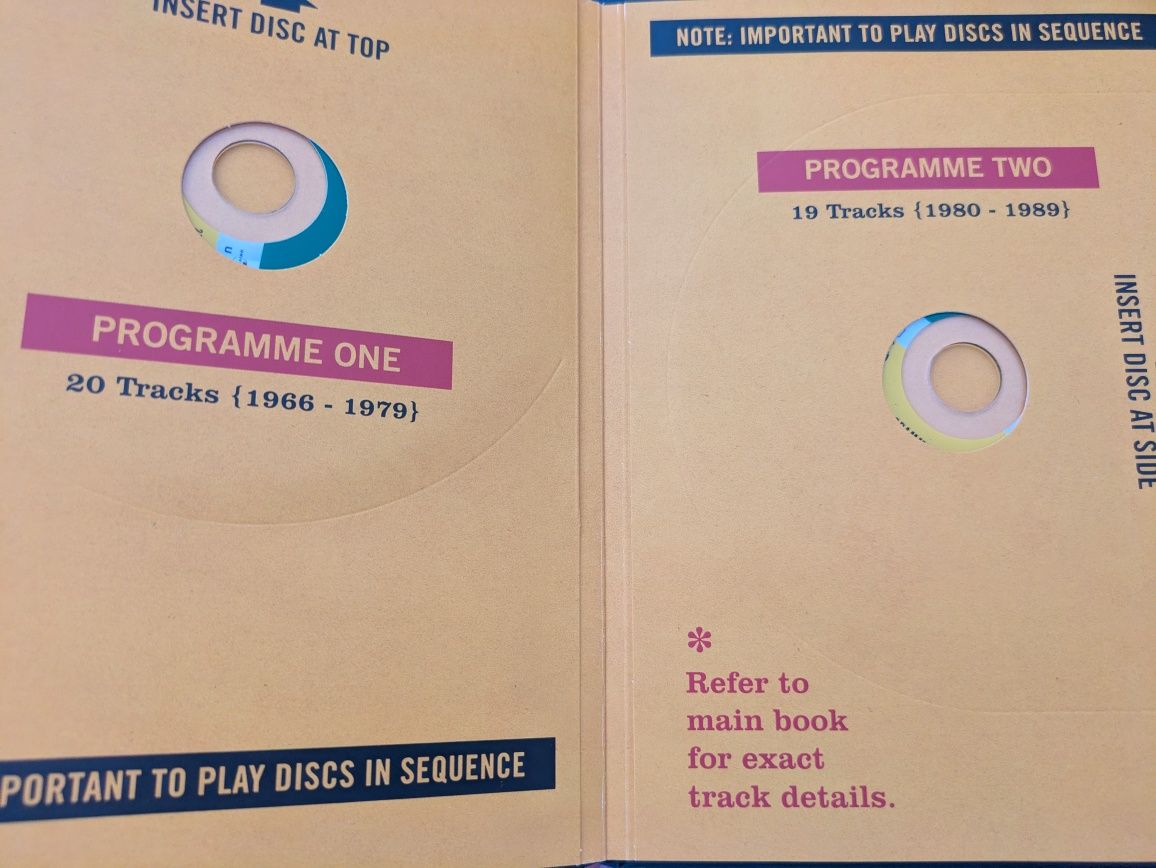 INSERT DISC AT TOP
PROGRAMME ONE
20 Tracks {1966 - 1979}
PORTANT TO PLAY DISCS IN SEQUENCE
NOTE: IMPORTANT TO PLAY DISCS IN SEQUENCE
PROGRAMME TWO
19 Tracks {1980 - 1989}
INSERT DISC AT SIDE
*
Refer to
main book
for exact
track details.